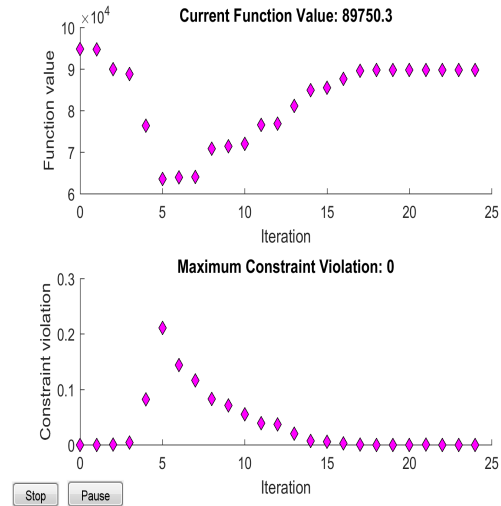 ×10⁴
Current Function Value: 89750.3
10
9
8
7
6
Function value
0 5 10 15 20 25
Iteration
Maximum Constraint Violation: 0
0.3
0.2
0.1
0
Constraint violation
0 5 10 15 20 25
Iteration
Stop Pause